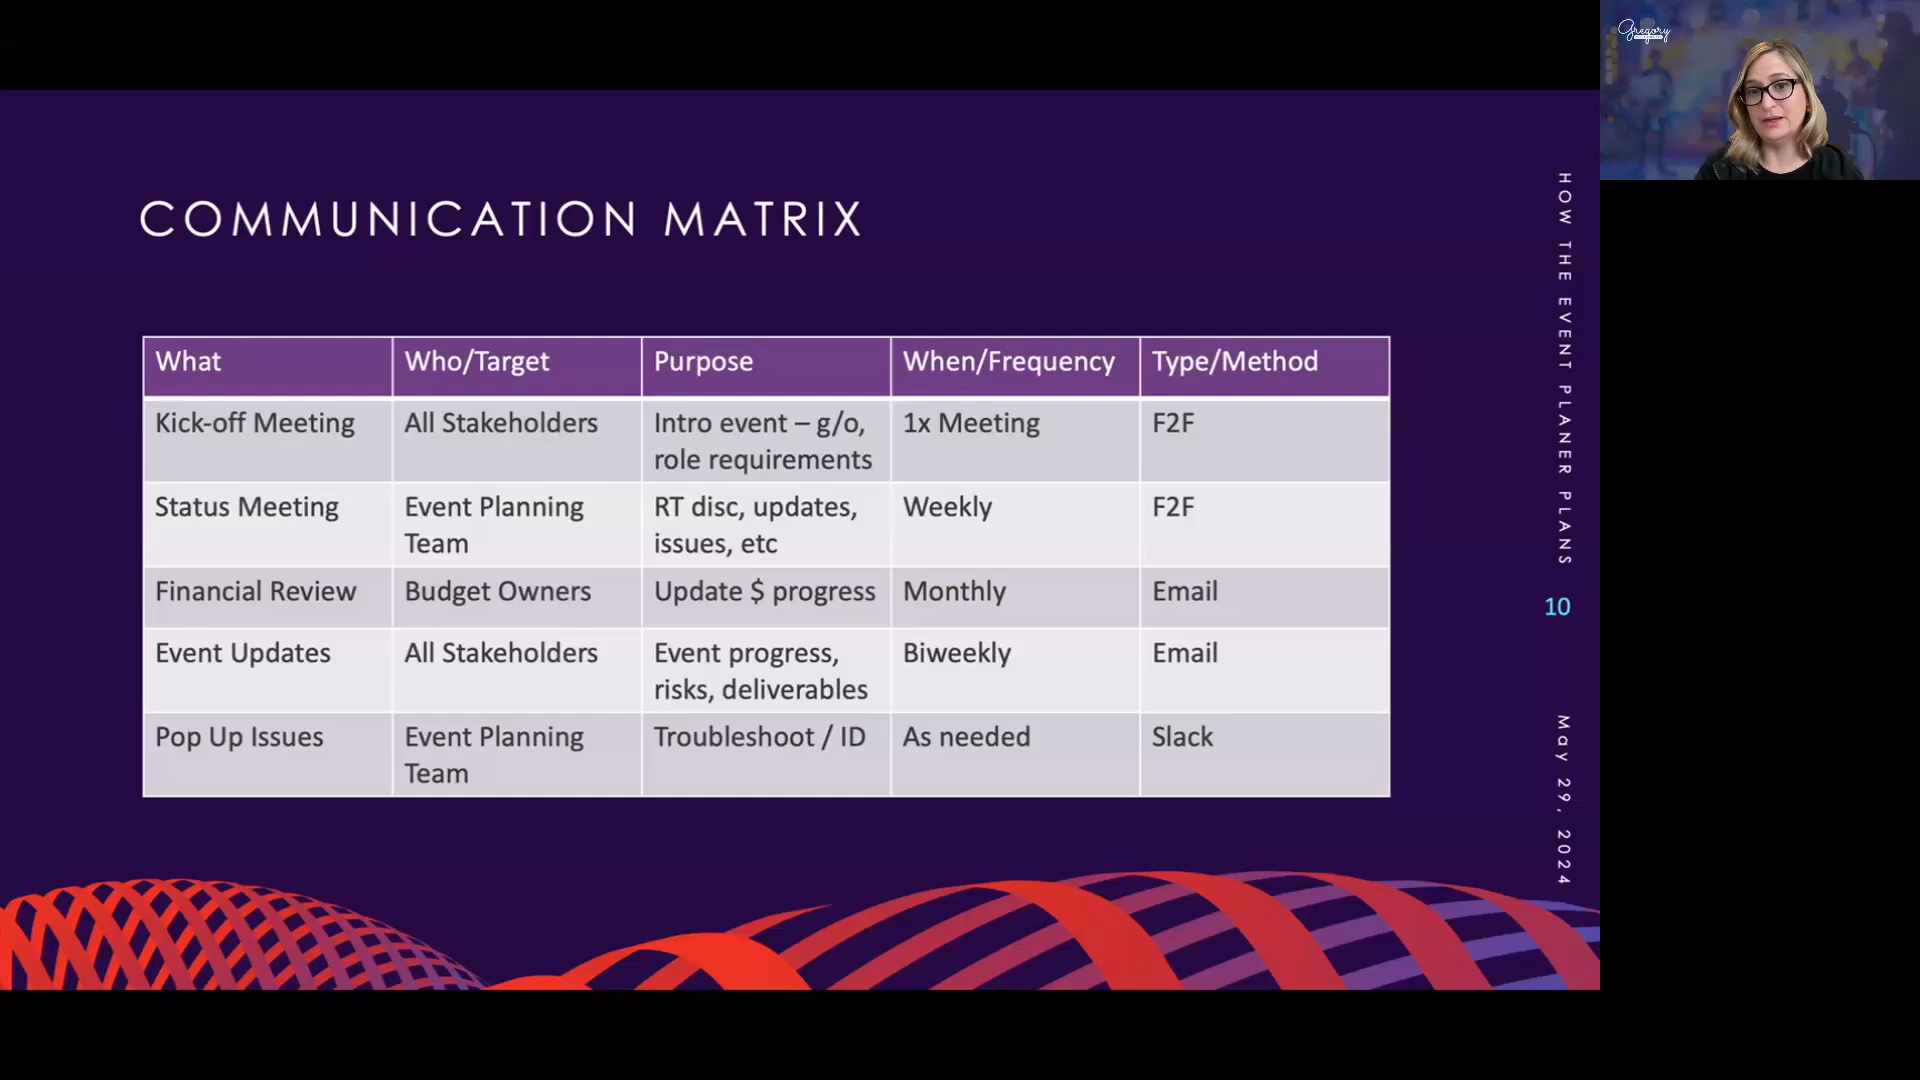 Gregory
COMMUNICATION MATRIX
What Who/Target Purpose When/Frequency Type/Method
Kick-off Meeting All Stakeholders Intro event – g/o, 1x Meeting F2F
role requirements
Status Meeting Event Planning RT disc, updates, Weekly F2F
Team issues, etc
Financial Review Budget Owners Update $ progress Monthly Email
Event Updates All Stakeholders Event progress, Biweekly Email
risks, deliverables
Pop Up Issues Event Planning Troubleshoot / ID As needed Slack
Team
HOW THE EVENT PLANNER PLANS
10
May 29, 2024